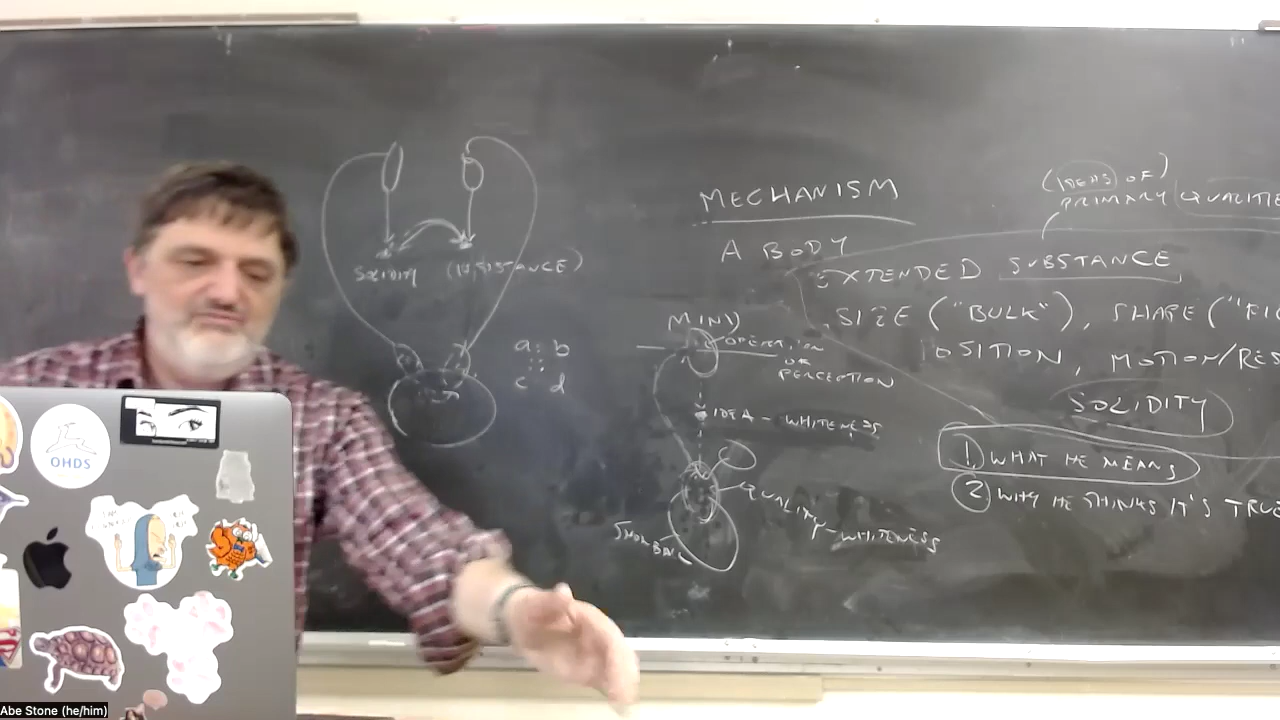 MECHANISM
(IDEAS OF)
PRIMARY QUALITIE
A BODY
EXTENDED SUBSTANCE
SIZE ("BULK"), SHAPE ("FI
POSITION, MOTION/RES
SOLIDITY
1. WHAT HE MEANS
2 WHY HE THINKS IT'S TRUE
SOLIDITY (RESISTANCE)
a : b
: :
c d
MIND
OPERATION
OR
PERCEPTION
IDEA - WHITENESS
QUALITY - WHITENESS
SNOWBALL
OHDS
Abe Stone (he/him)